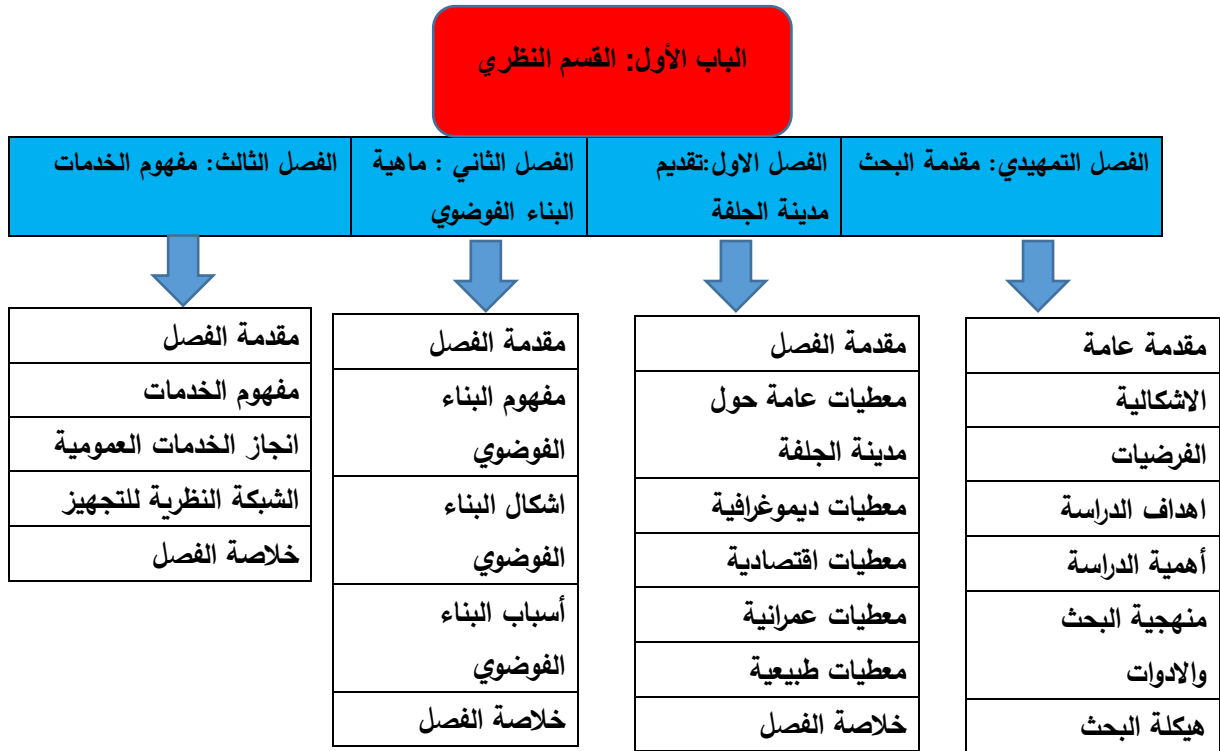 الباب الأول: القسم النظري
الفصل التمهيدي: مقدمة البحث
الفصل الاول:تقديم
مدينة الجلفة
الفصل الثاني : ماهية
البناء الفوضوي
الفصل الثالث: مفهوم الخدمات
مقدمة عامة
الاشكالية
الفرضيات
اهداف الدراسة
أهمية الدراسة
منهجية البحث
والادوات
هيكلة البحث
مقدمة الفصل
معطيات عامة حول
مدينة الجلفة
معطيات ديموغرافية
معطيات اقتصادية
معطيات عمرانية
معطيات طبيعية
خلاصة الفصل
مقدمة الفصل
مفهوم البناء
الفوضوي
اشكال البناء
الفوضوي
أسباب البناء
الفوضوي
خلاصة الفصل
مقدمة الفصل
مفهوم الخدمات
انجاز الخدمات العمومية
الشبكة النظرية للتجهيز
خلاصة الفصل